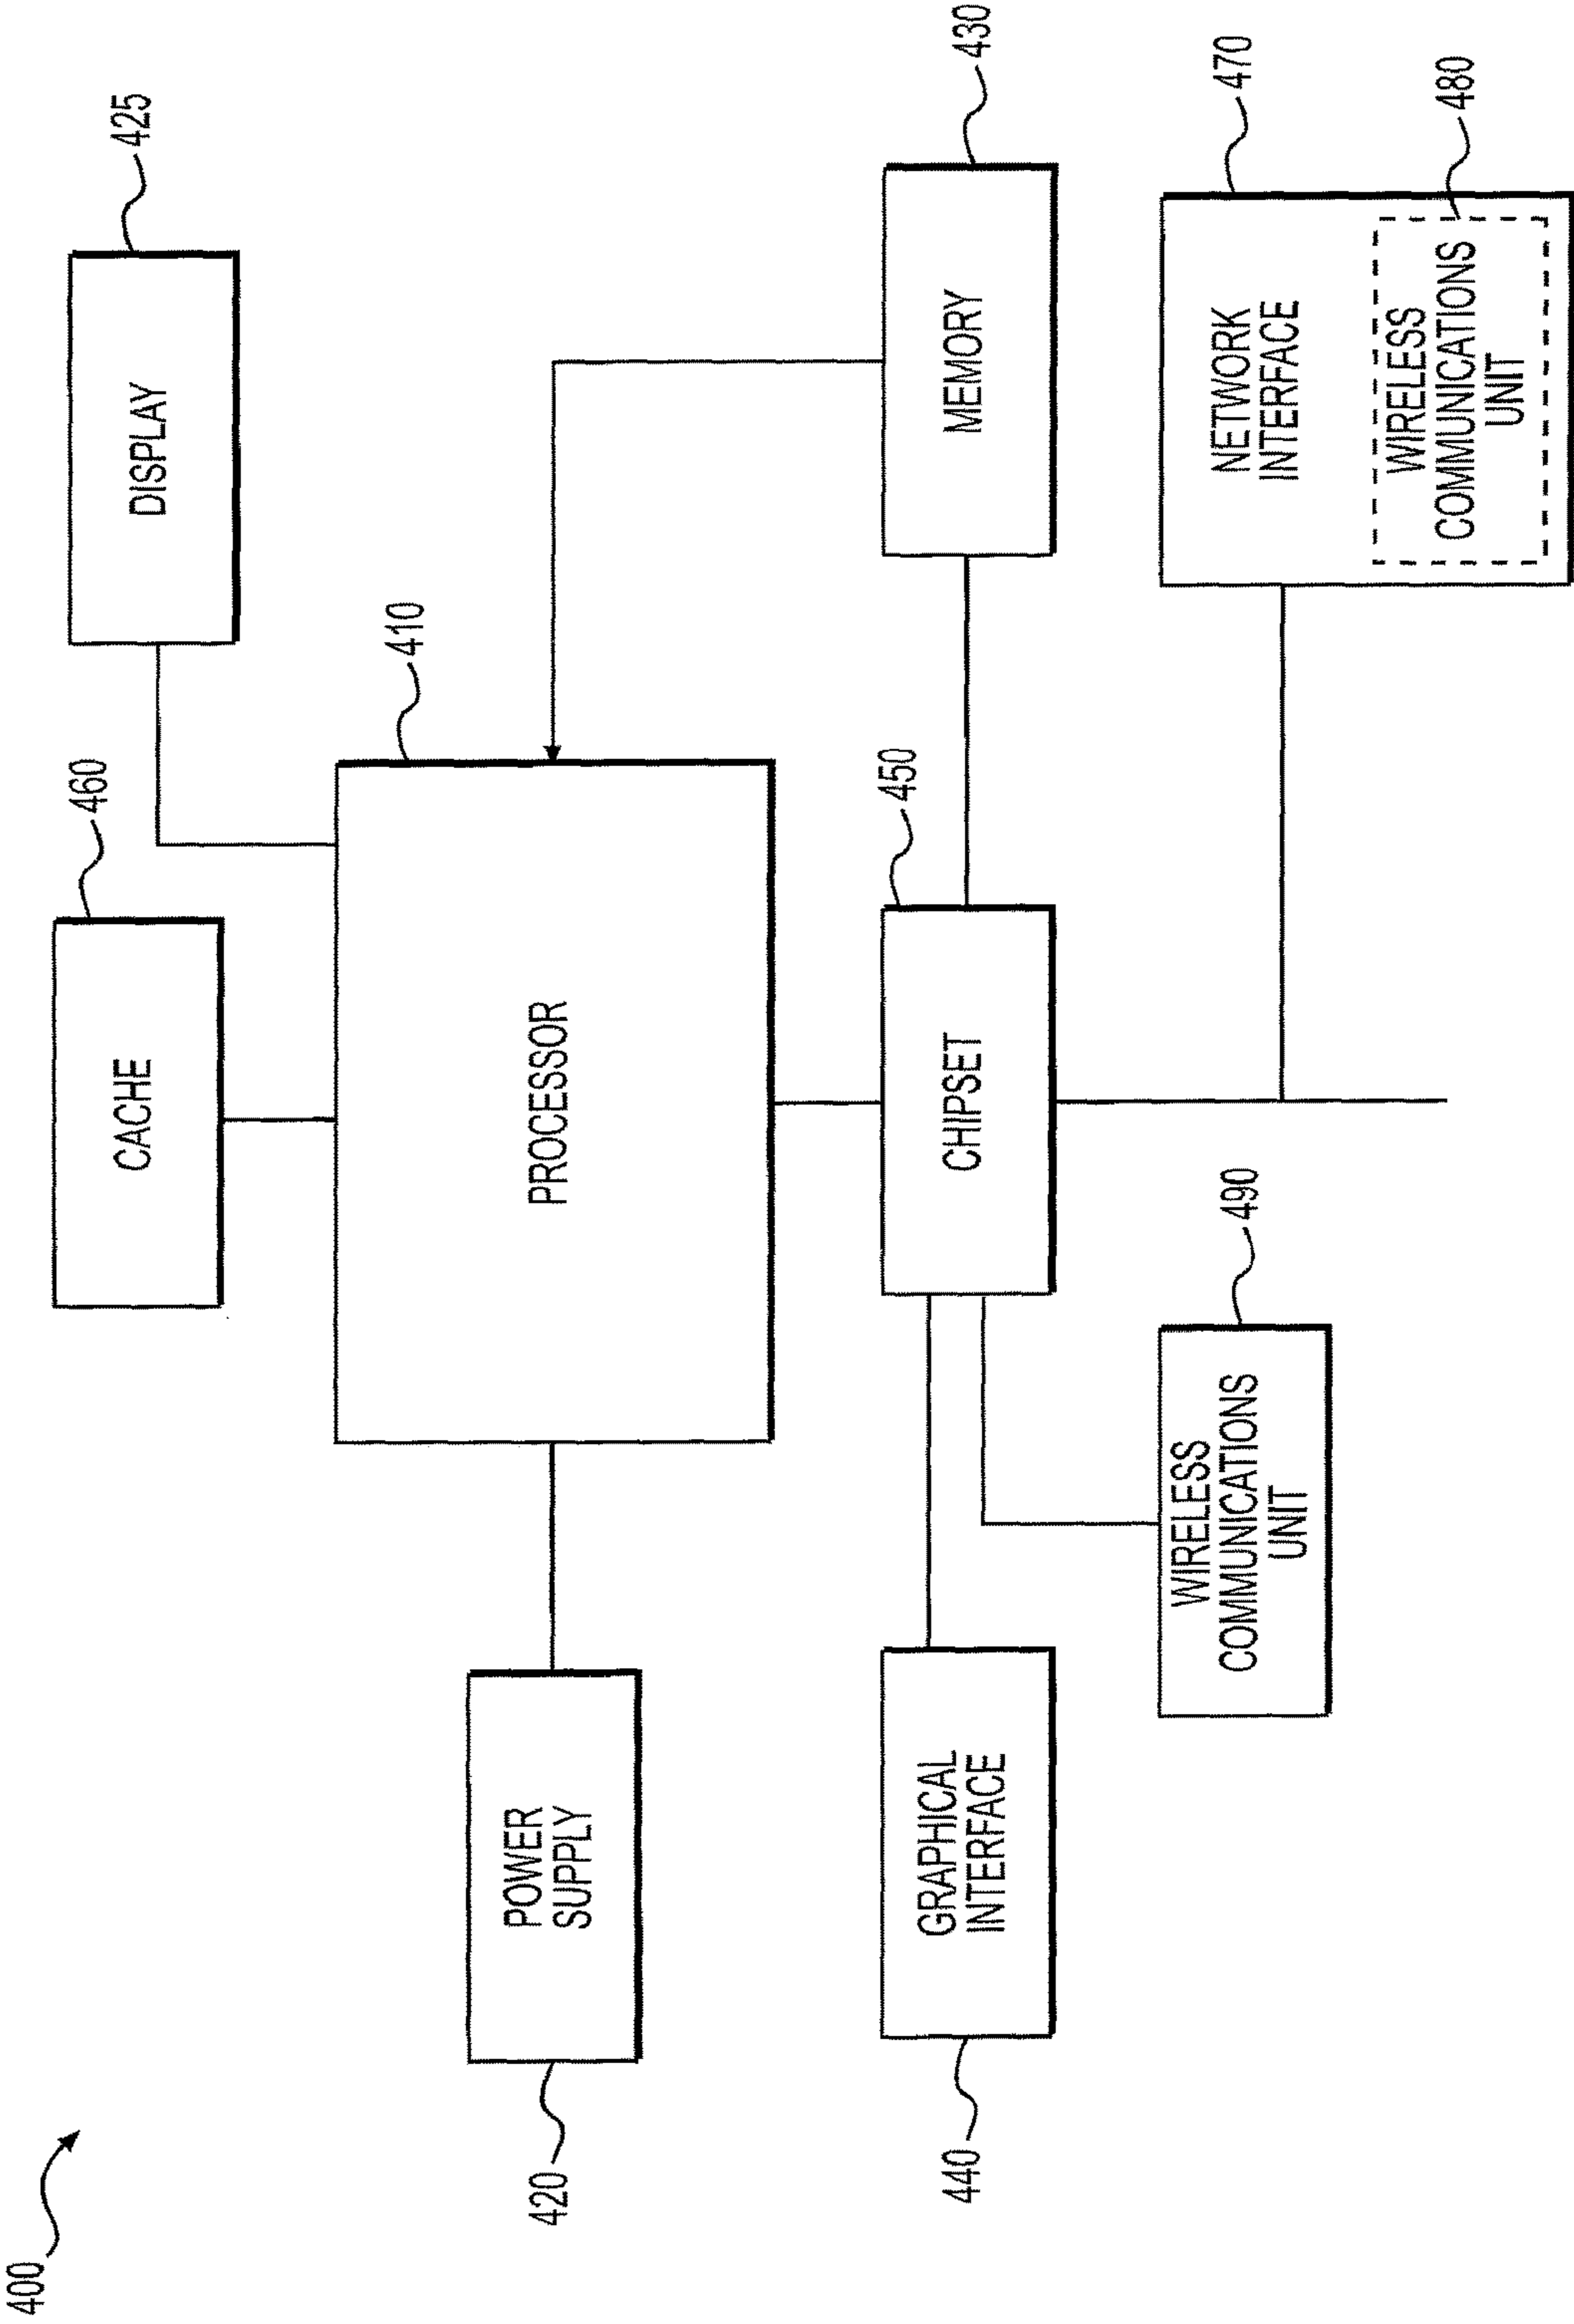 400
460
CACHE
425
DISPLAY
410
PROCESSOR
POWER
SUPPLY
420
450
CHIPSET
MEMORY
430
GRAPHICAL
INTERFACE
440
490
WIRELESS
COMMUNICATIONS
UNIT
470
NETWORK
INTERFACE
480
WIRELESS
COMMUNICATIONS
UNIT